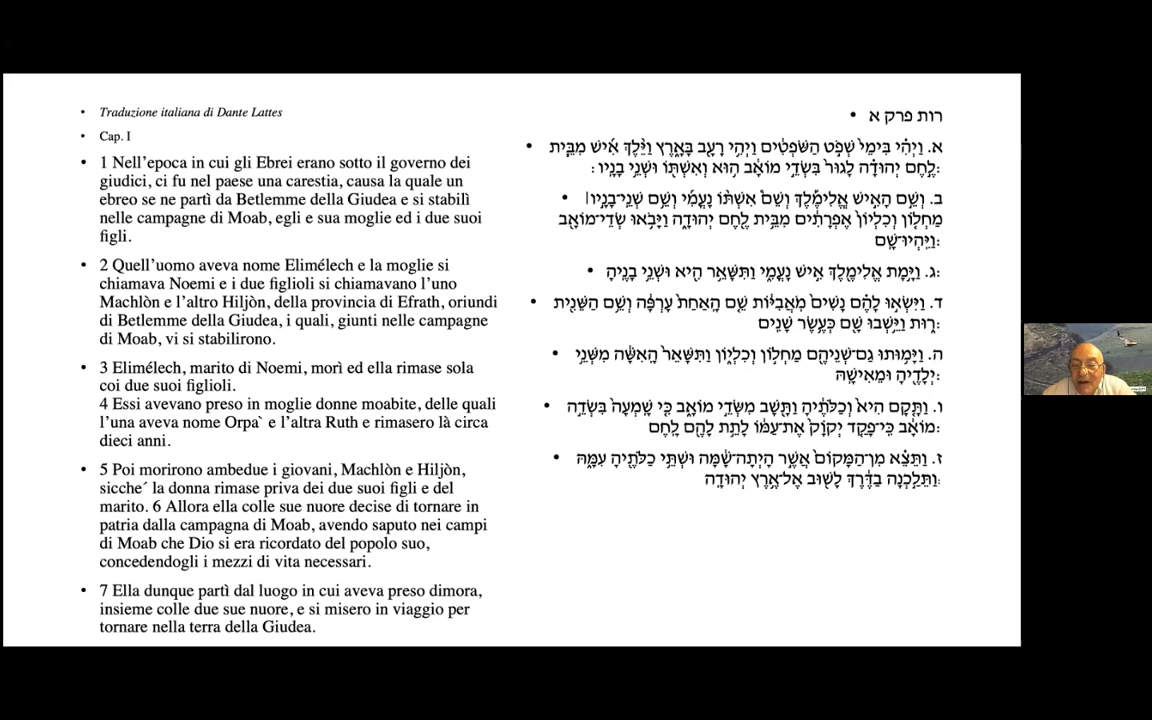 • Traduzione italiana di Dante Lattes
• Cap. I
• 1 Nell’epoca in cui gli Ebrei erano sotto il governo dei
giudici, ci fu nel paese una carestia, causa la quale un
ebreo se ne partì da Betlemme della Giudea e si stabilì
nelle campagne di Moab, egli e sua moglie ed i due suoi
figli.
• 2 Quell’uomo aveva nome Elimélech e la moglie si
chiamava Noemi e i due figlioli si chiamavano l’uno
Machlòn e l’altro Hiljòn, della provincia di Efrath, oriundi
di Betlemme della Giudea, i quali, giunti nelle campagne
di Moab, vi si stabilirono.
• 3 Elimélech, marito di Noemi, morì ed ella rimase sola
coi due suoi figlioli.
4 Essi avevano preso in moglie donne moabite, delle quali
l’una aveva nome Orpa` e l’altra Ruth e rimasero là circa
dieci anni.
• 5 Poi morirono ambedue i giovani, Machlòn e Hiljòn,
sicche´ la donna rimase priva dei due suoi figli e del
marito. 6 Allora ella colle sue nuore decise di tornare in
patria dalla campagna di Moab, avendo saputo nei campi
di Moab che Dio si era ricordato del popolo suo,
concedendogli i mezzi di vita necessari.
• 7 Ella dunque partì dal luogo in cui aveva preso dimora,
insieme colle due sue nuore, e si misero in viaggio per
tornare nella terra della Giudea.
רות פרק א •
א. וַיְהִ֗י בִּימֵי֙ שְׁפֹ֣ט הַשֹּׁפְטִ֔ים וַיְהִ֥י רָעָ֖ב בָּאָ֑רֶץ וַיֵּ֨לֶךְ אִ֜ישׁ מִבֵּ֧ית •
לֶ֣חֶם יְהוּדָ֗ה לָגוּר֙ בִּשְׂדֵ֣י מוֹאָ֔ב ה֥וּא וְאִשְׁתּ֖וֹ וּשְׁנֵ֥י בָנָֽיו׃
ב. וְשֵׁ֣ם הָאִ֣ישׁ אֱ‍ֽלִימֶ֡לֶךְ וְשֵׁם֩ אִשְׁתּ֨וֹ נָעֳמִ֜י וְשֵׁ֥ם שְׁנֵֽי־בָנָ֣יו׀ •
מַחְל֤וֹן וְכִלְיוֹן֙ אֶפְרָתִ֔ים מִבֵּ֥ית לֶ֖חֶם יְהוּדָ֑ה וַיָּבֹ֥אוּ שְׂדֵי־מוֹאָ֖ב
וַיִּֽהְיוּ־שָֽׁם׃
ג. וַיָּ֥מָת אֱלִימֶ֖לֶךְ אִ֣ישׁ נָעֳמִ֑י וַתִּשָּׁאֵ֥ר הִ֖יא וּשְׁנֵ֥י בָנֶֽיהָ׃ •
ד. וַיִּשְׂא֣וּ לָהֶ֗ם נָשִׁים֙ מֹֽאֲבִיּ֔וֹת שֵׁ֤ם הָֽאַחַת֙ עָרְפָּ֔ה וְשֵׁ֥ם הַשֵּׁנִ֖ית •
ר֑וּת וַיֵּ֥שְׁבוּ שָׁ֖ם כְּעֶ֥שֶׂר שָׁנִֽים׃
ה. וַיָּמֻ֥תוּ גַם־שְׁנֵיהֶ֖ם מַחְל֣וֹן וְכִלְי֑וֹן וַתִּשָּׁאֵר֙ הָֽאִשָּׁ֔ה מִשְּׁנֵ֥י •
יְלָדֶ֖יהָ וּמֵאִישָֽׁהּ׃
ו. וַתָּ֤קָם הִיא֙ וְכַלֹּתֶ֔יהָ וַתָּ֖שָׁב מִשְּׂדֵ֣י מוֹאָ֑ב כִּ֤י שָֽׁמְעָה֙ בִּשְׂדֵ֣ה •
מוֹאָ֔ב כִּֽי־פָקַ֤ד יְקוָק֙ אֶת־עַמּ֔וֹ לָתֵ֥ת לָהֶ֖ם לָֽחֶם׃
ז. וַתֵּצֵ֗א מִן־הַמָּקוֹם֙ אֲשֶׁ֣ר הָיְתָה־שָׁ֔מָּה וּשְׁתֵּ֥י כַלֹּתֶ֖יהָ עִמָּ֑הּ •
וַתֵּלַ֣כְנָה בַדֶּ֔רֶךְ לָשׁ֖וּב אֶל־אֶ֥רֶץ יְהוּדָֽה׃